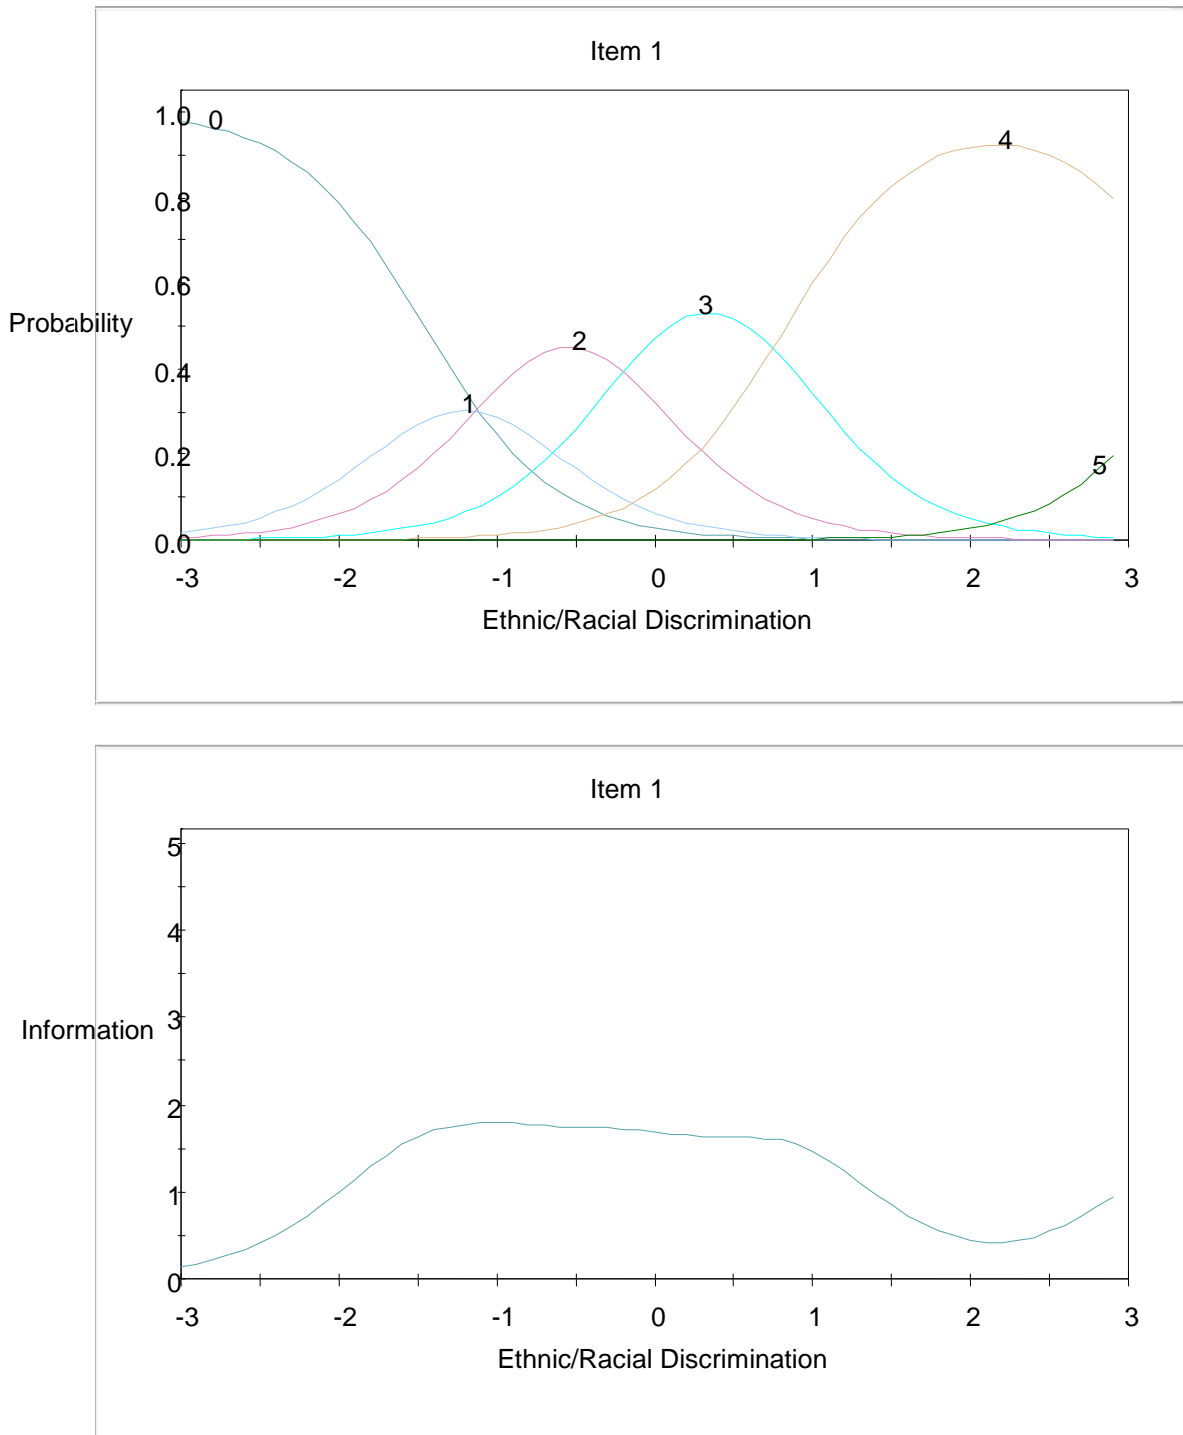 Item 1
1.0
0
4
0.8
0.6
3
Probability
2
0.4
1
0.2
5
0.0
-3 -2 -1 0 1 2 3
Ethnic/Racial Discrimination
Item 1
5
4
3
Information
2
1
0
-3 -2 -1 0 1 2 3
Ethnic/Racial Discrimination